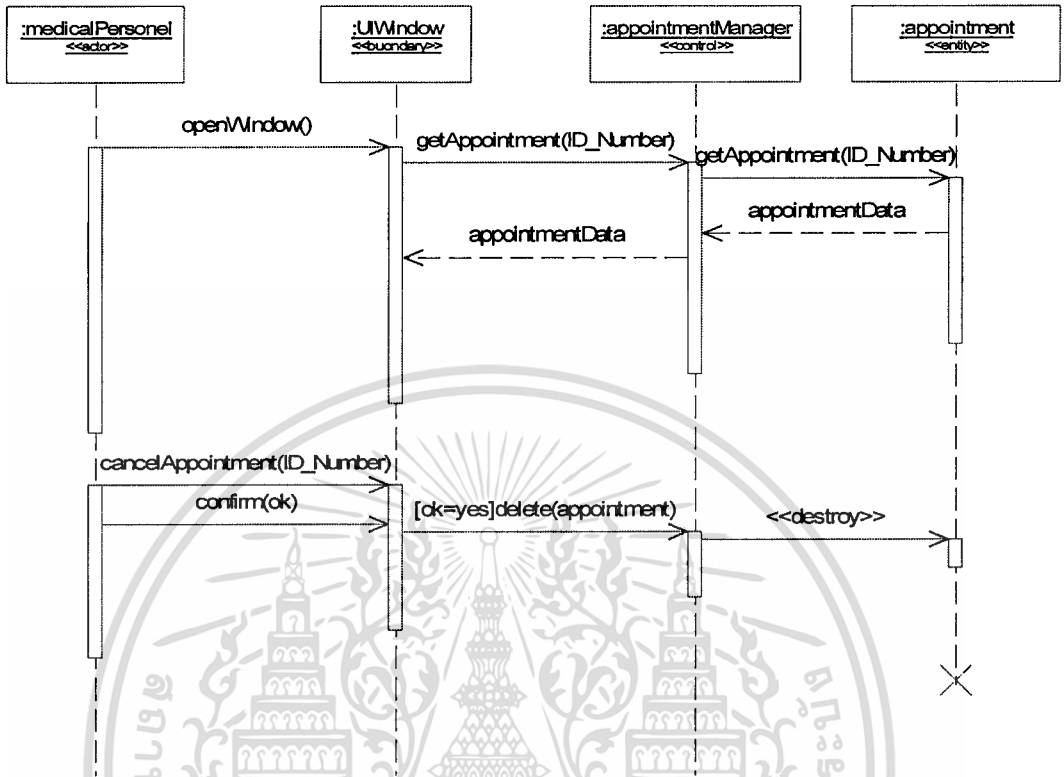 :medicalPersonel
<<actor>>
:UIWindow
<<buondary>>
:appointmentManager
<<control>>
:appointment
<<entity>>
openWindow()
getAppointment(ID_Number)
getAppointment(ID_Number)
appointmentData
appointmentData
cancelAppointment(ID_Number)
confirm(ok)
[ok=yes]delete(appointment)
<<destroy>>